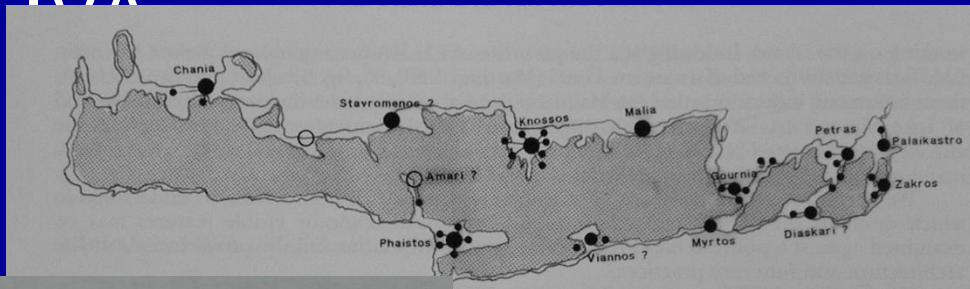 Chania
Stavromenos ?
Knossos
Malia
Petras
Palaikastro
Amari ?
Gournia
Zakros
Phaistos
Viannos ?
Myrtos
Diaskari ?